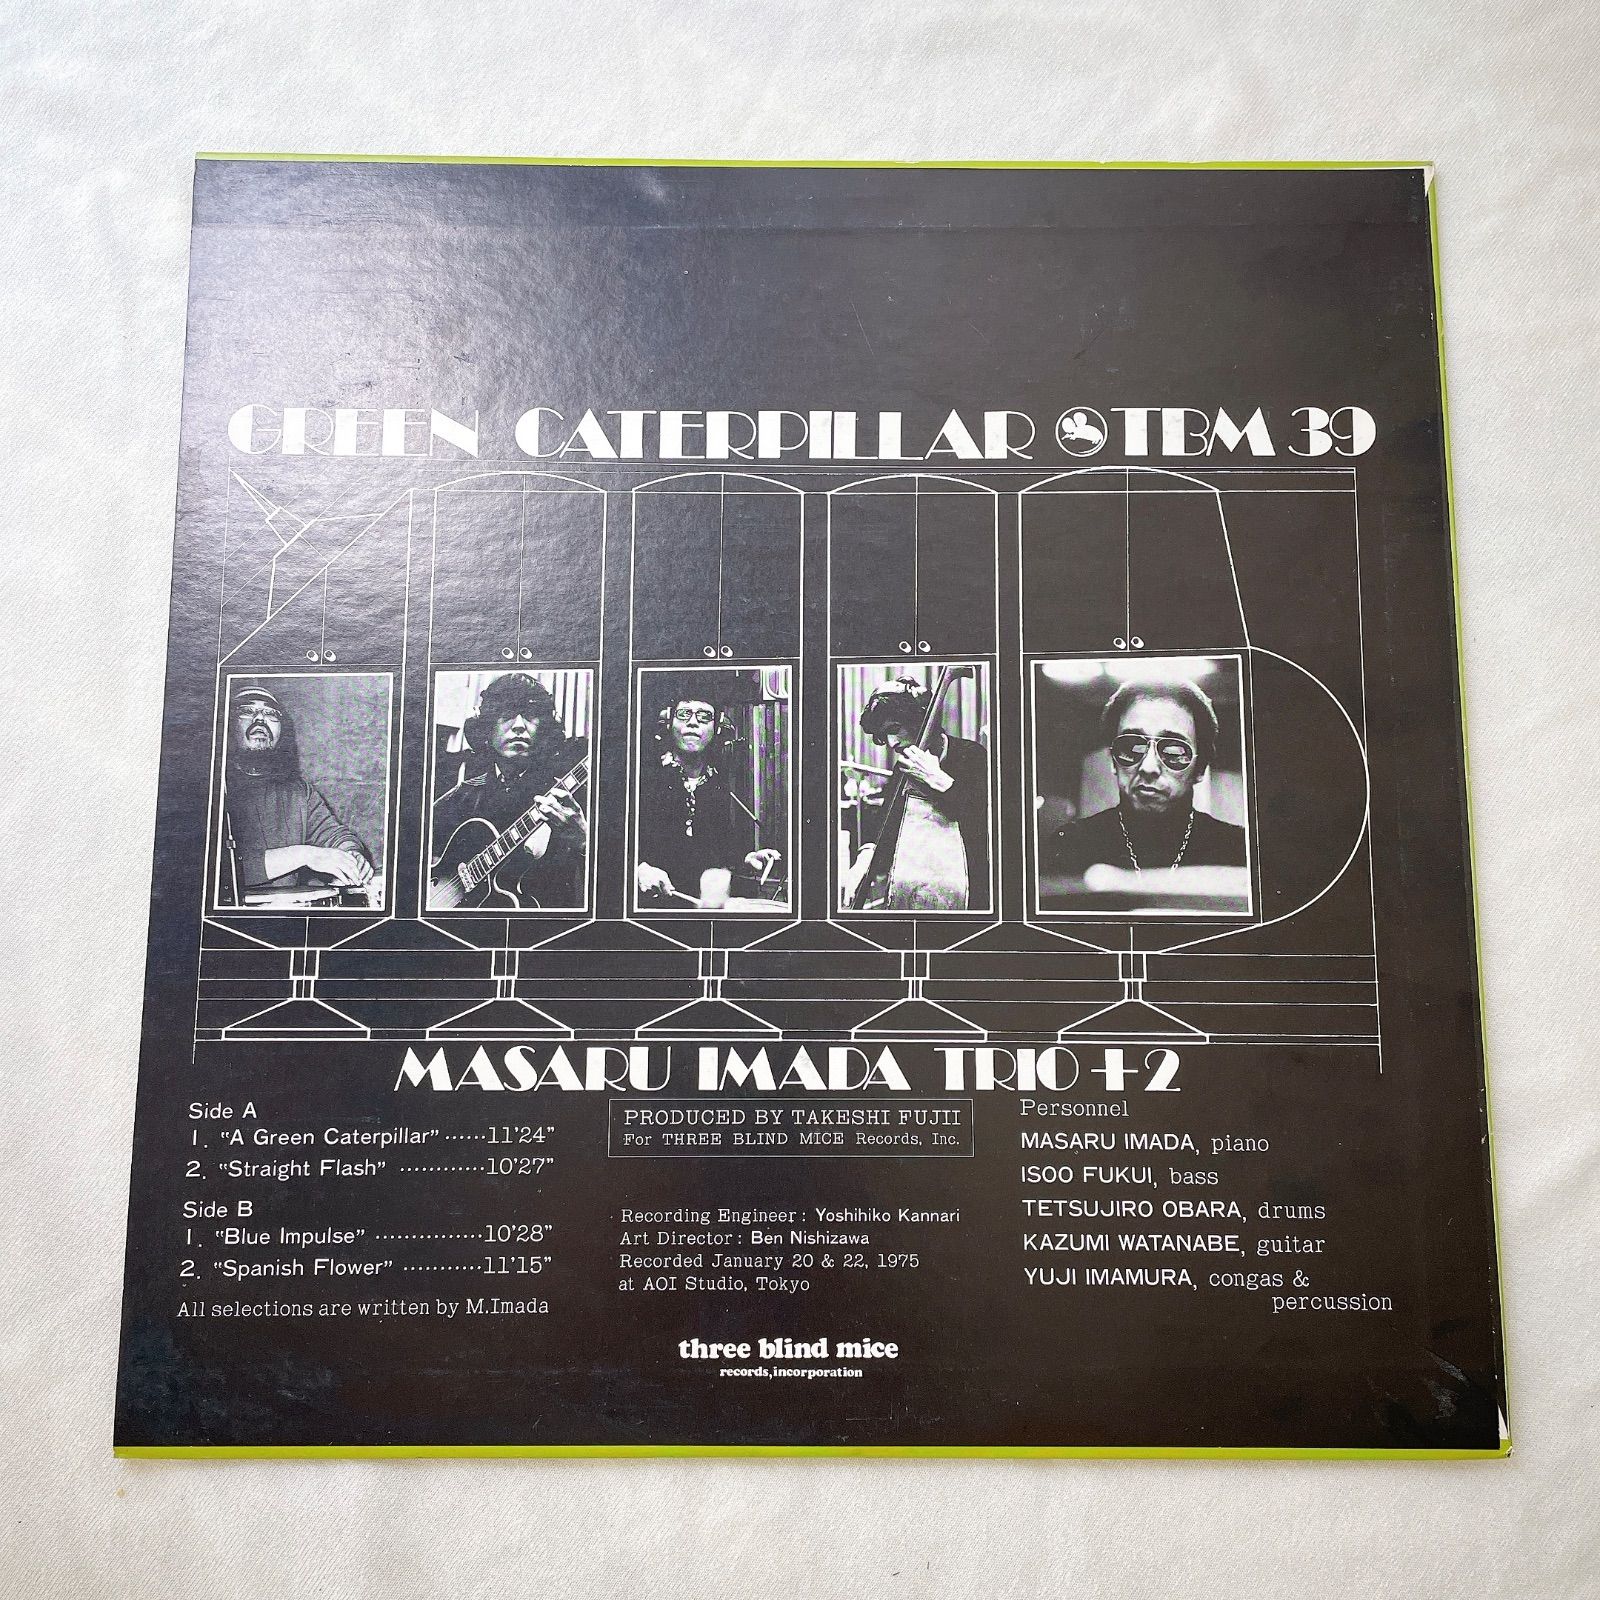 GREEN CATERPILLAR TBM 39
MASARU IMADA TRIO + 2
Side A
1. "A Green Caterpillar" ······11'24"
2. "Straight Flash" ············10'27"
Side B
1. "Blue Impulse" ················10'28"
2. "Spanish Flower" ···········11'15"
All selections are written by M.Imada
PRODUCED BY TAKESHI FUJII
For THREE BLIND MICE Records, Inc.
Recording Engineer : Yoshihiko Kannari
Art Director : Ben Nishizawa
Recorded January 20 & 22, 1975
at AOI Studio, Tokyo
Personnel
MASARU IMADA, piano
ISOO FUKUI, bass
TETSUJIRO OBARA, drums
KAZUMI WATANABE, guitar
YUJI IMAMURA, congas &
percussion
three blind mice
records, incorporation